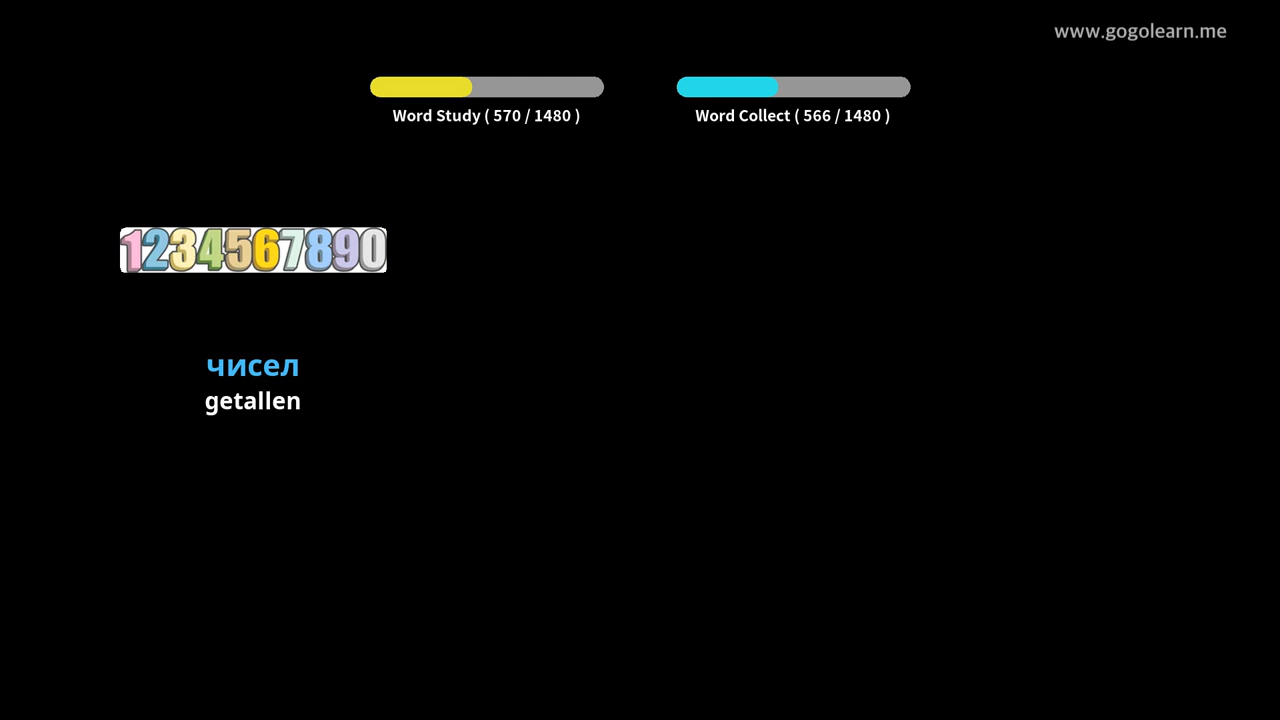 www.gogolearn.me
Word Study ( 570 / 1480 )
Word Collect ( 566 / 1480 )
1234567890
чисел
getallen